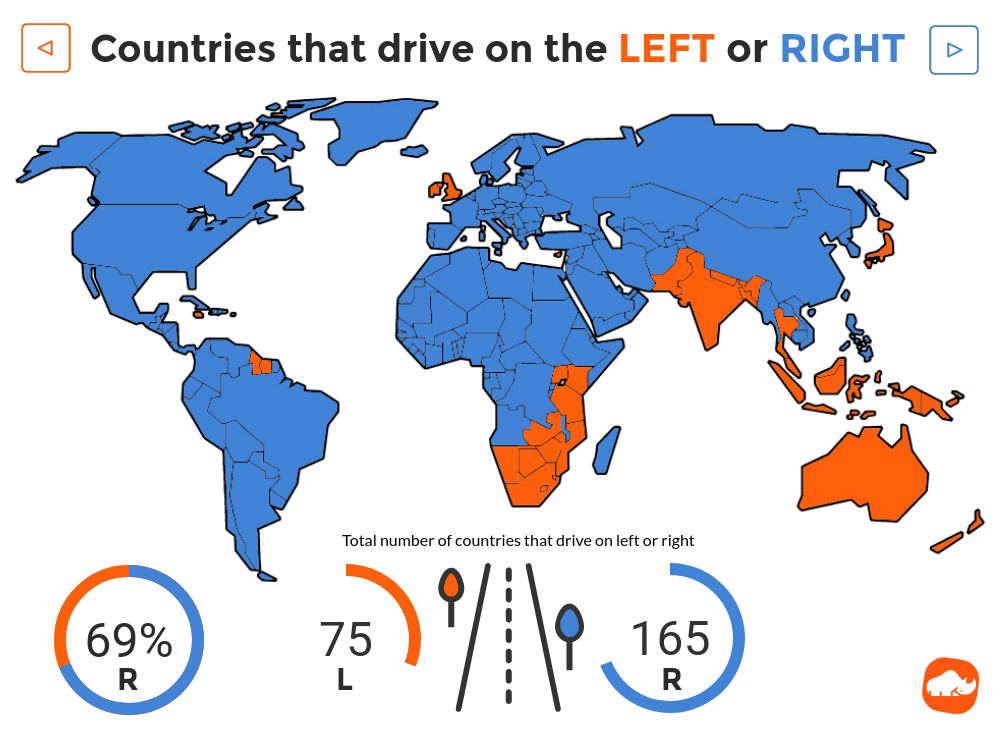 Countries that drive on the LEFT or RIGHT
Total number of countries that drive on left or right
69%
R
75
L
165
R